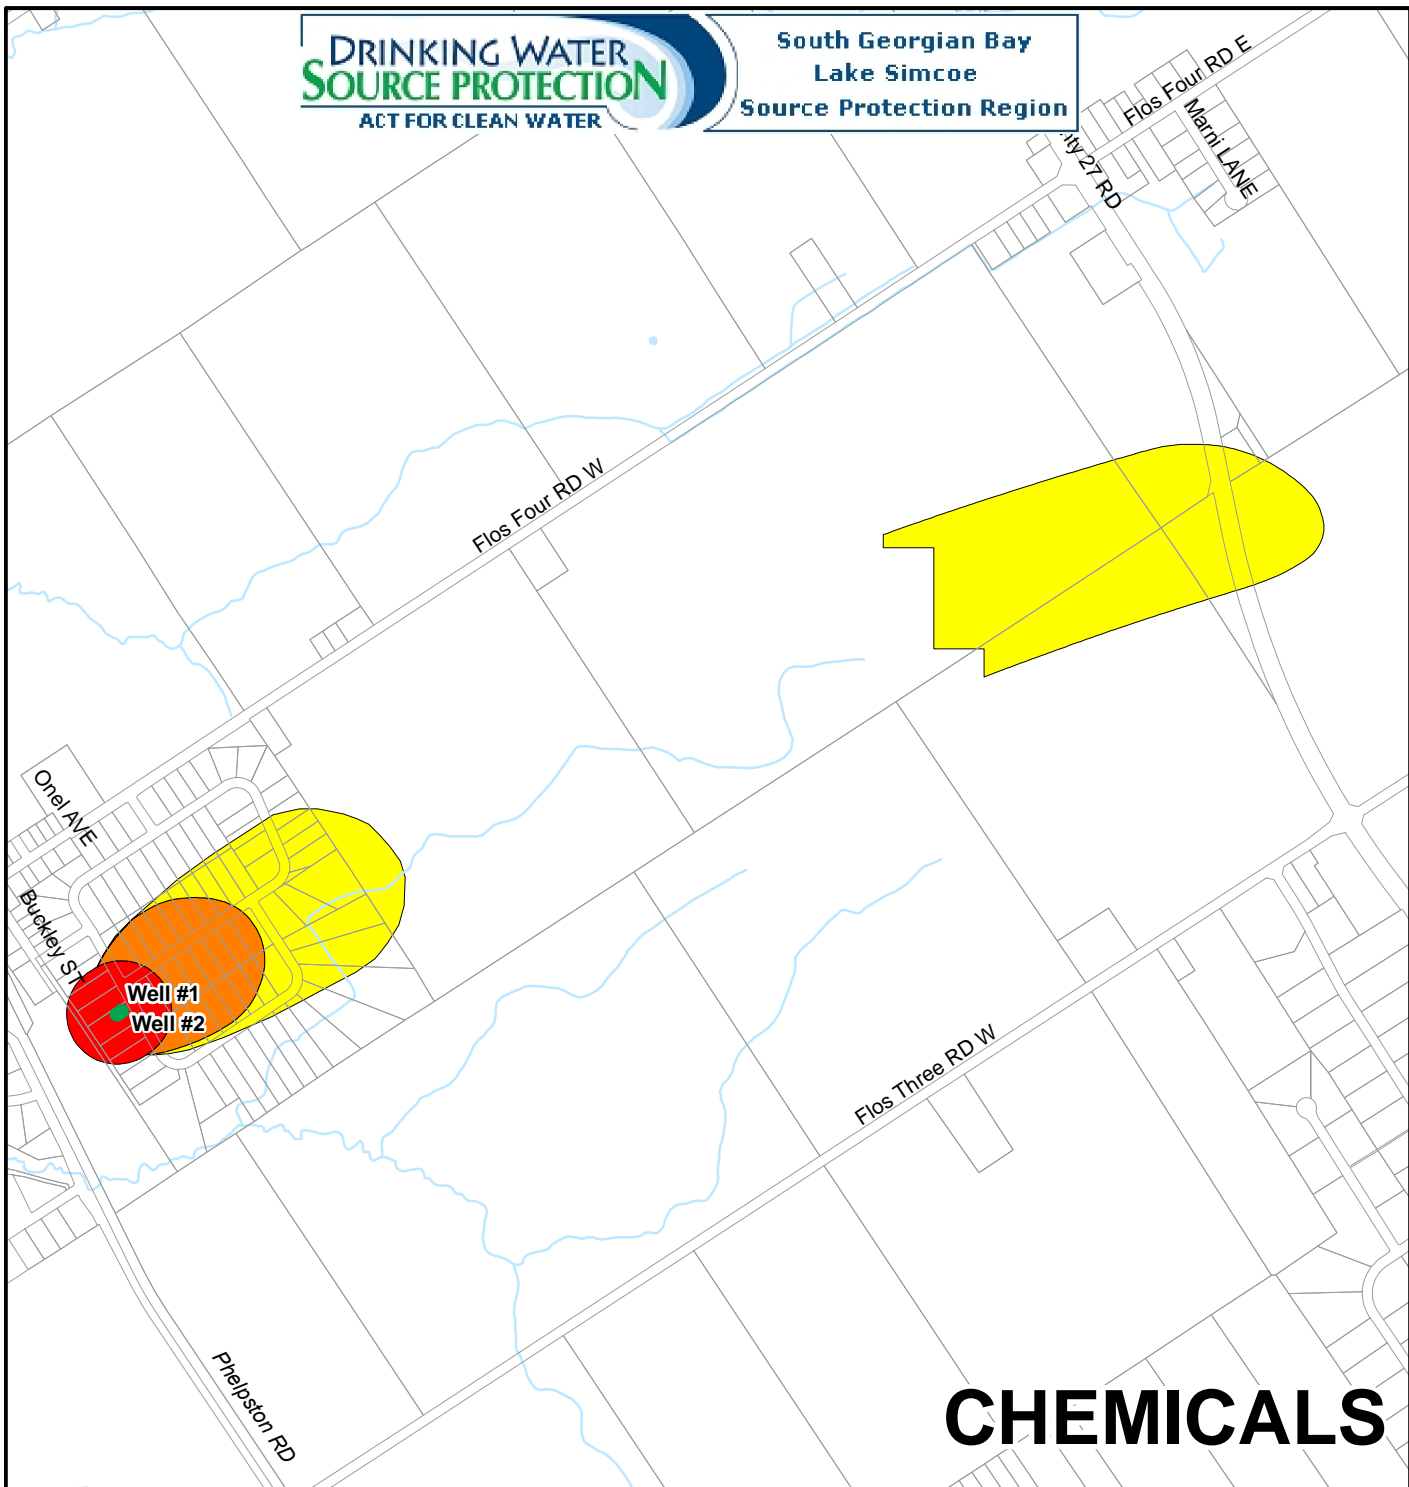 DRINKING WATER
SOURCE PROTECTION
ACT FOR CLEAN WATER
South Georgian Bay
Lake Simcoe
Source Protection Region
Flos Four RD E
Marni LANE
27 RD
Flos Four RD W
Onel AVE
Buckley ST
Well #1
Well #2
Flos Three RD W
Phelpston RD
CHEMICALS